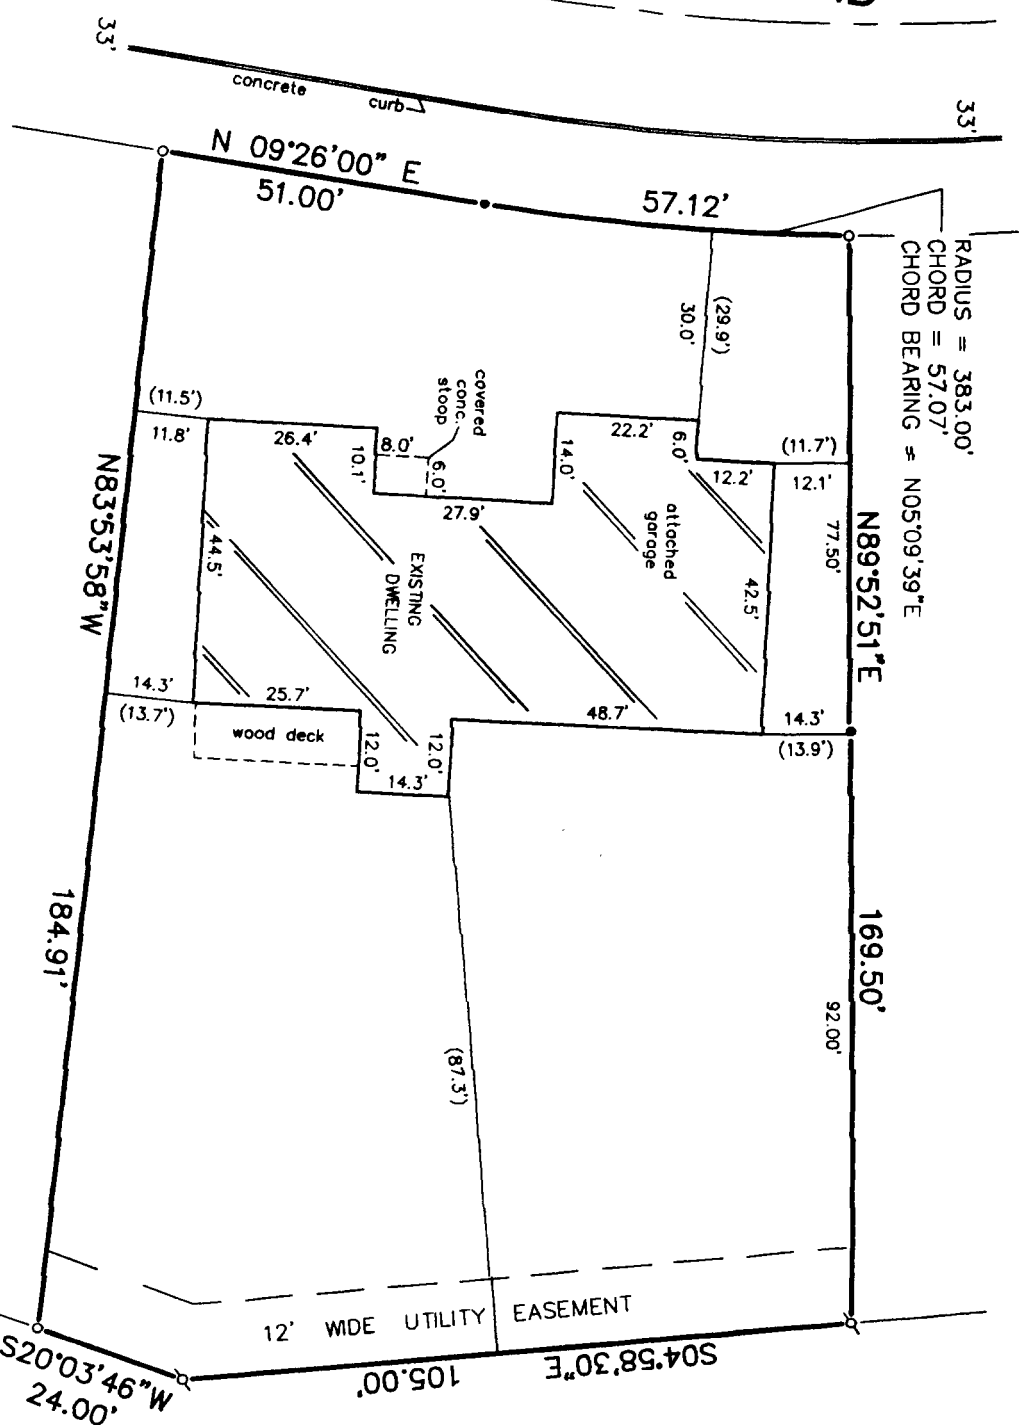 33'
concrete
curb
33'
N 09°26'00" E
51.00'
57.12'
RADIUS = 383.00'
CHORD = 57.07'
CHORD BEARING = N05°09'39"E
(29.9')
30.0'
covered
conc.
stoop
(11.5')
11.8'
26.4'
10.1'
8.0'
6.0'
27.9'
14.0'
22.2'
6.0'
12.2'
(11.7')
12.1'
77.50'
N89°52'51"E
attached
garage
42.5'
44.5'
EXISTING
DWELLING
N83°53'58"W
14.3'
(13.7')
25.7'
wood deck
12.0'
12.0'
14.3'
48.7'
14.3'
(13.9')
184.91'
169.50'
92.00'
(87.3')
12' WIDE UTILITY EASEMENT
S04°58'30"E
105.00'
S20°03'46"W
24.00'